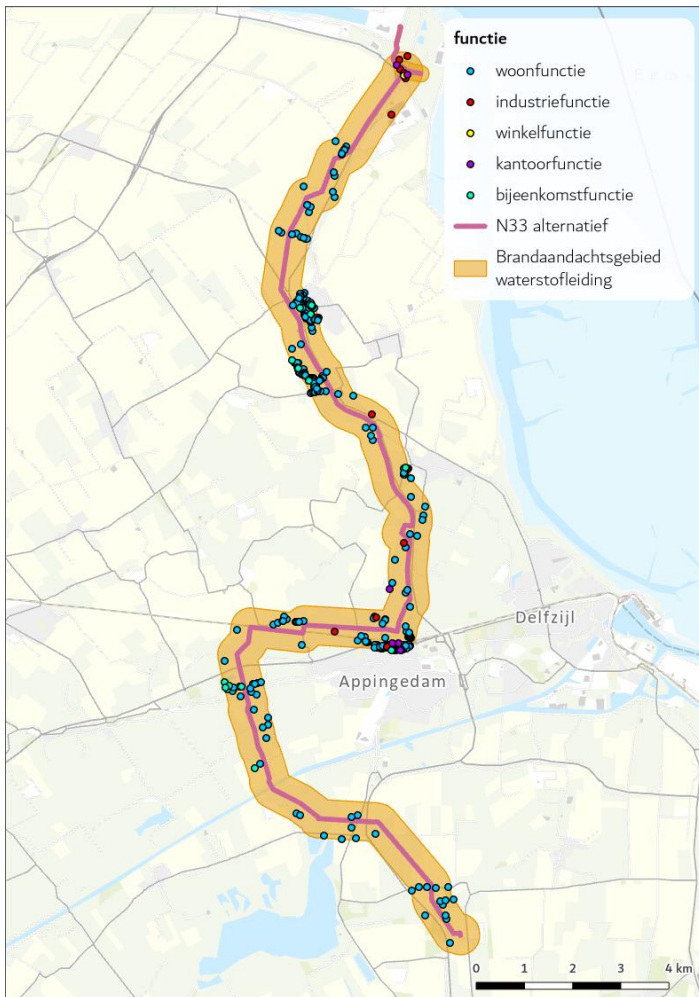 functie
woonfunctie
industriefunctie
winkelfunctie
kantoorfunctie
bijeenkomstfunctie
N33 alternatief
Brandaandachtsgebied
waterstofleiding
Delfzijl
Appingedam
0 1 2 3 4 km